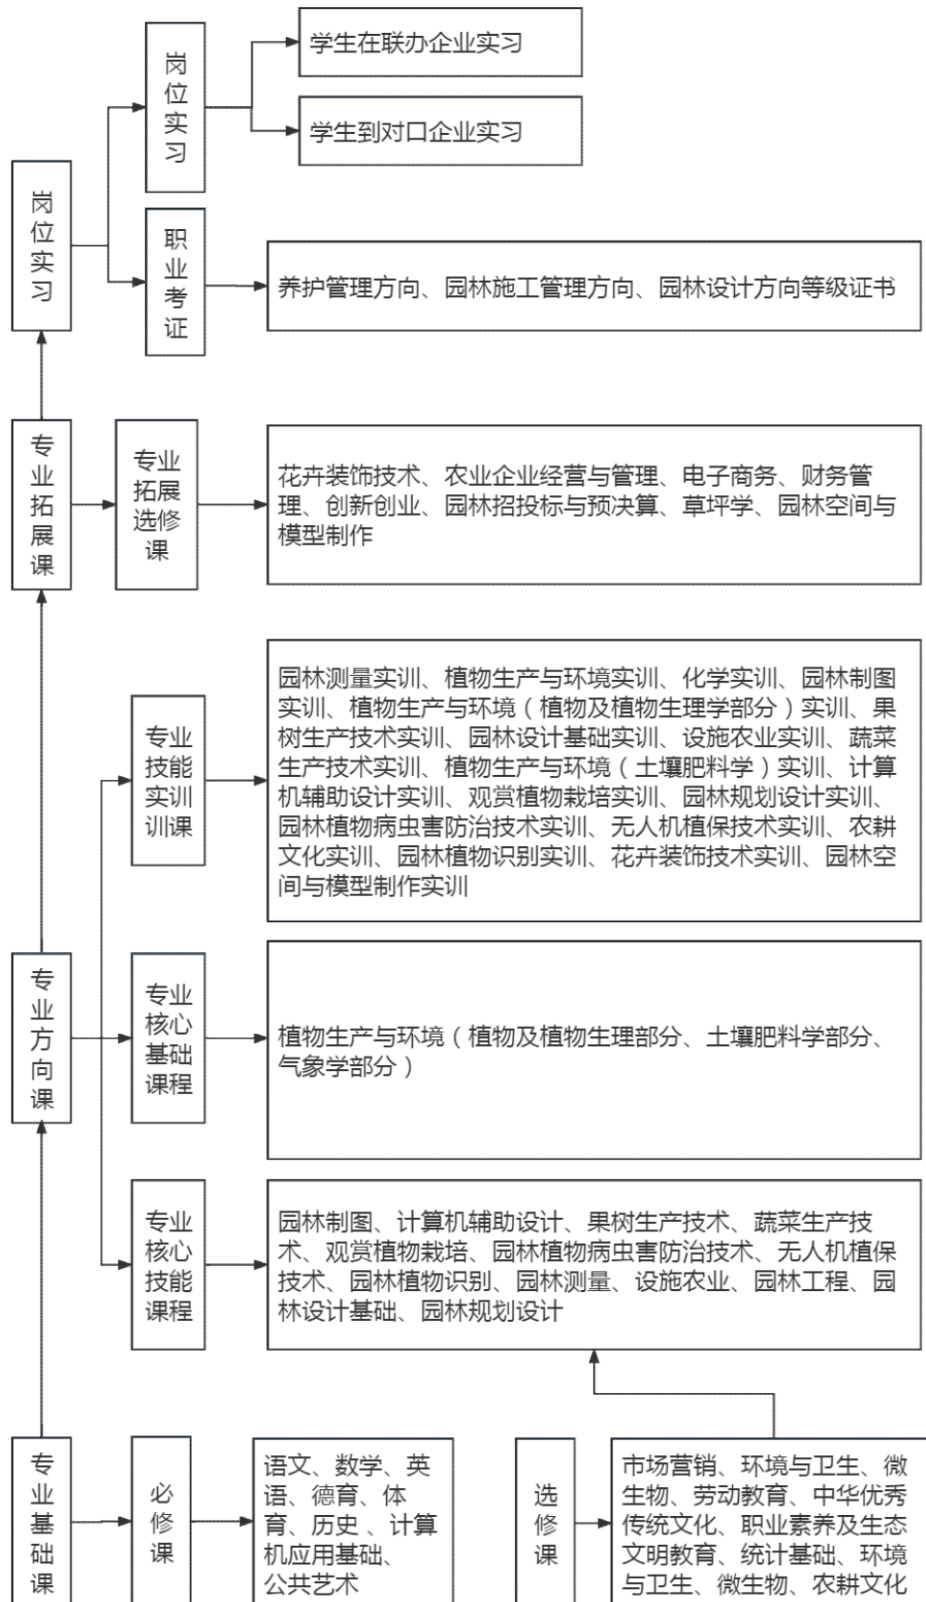 岗位实习
岗位实习
学生在联办企业实习
学生到对口企业实习
职业考证
养护管理方向、园林施工管理方向、园林设计方向等级证书
专业拓展课
专业
拓展
选修
课
花卉装饰技术、农业企业经营与管理、电子商务、财务管
理、创新创业、园林招投标与预决算、草坪学、园林空间与
模型制作
专业方向课
专业
技能
实训
训课
园林测量实训、植物生产与环境实训、化学实训、园林制图
实训、植物生产与环境（植物及植物生理学部分）实训、果
树生产技术实训、园林设计基础实训、设施农业实训、蔬菜
生产技术实训、植物生产与环境（土壤肥料学）实训、计算
机辅助设计实训、观赏植物栽培实训、园林规划设计实训、
园林植物病虫害防治技术实训、无人机植保技术实训、农耕
文化实训、园林植物识别实训、花卉装饰技术实训、园林空
间与模型制作实训
专业
核心
基础
课程
植物生产与环境（植物及植物生理部分、土壤肥料学部分、
气象学部分）
专业
核心
技能
课程
园林制图、计算机辅助设计、果树生产技术、蔬菜生产技
术、观赏植物栽培、园林植物病虫害防治技术、无人机植保
技术、园林植物识别、园林测量、设施农业、园林工程、园
林设计基础、园林规划设计
专业基础课
必修课
语文、数学、英
语、德育、体
育、历史 、计算
机应用基础、
公共艺术
选修课
市场营销、环境与卫生、微
生物、劳动教育、中华优秀
传统文化、职业素养及生态
文明教育、统计基础、环境
与卫生、微生物、农耕文化